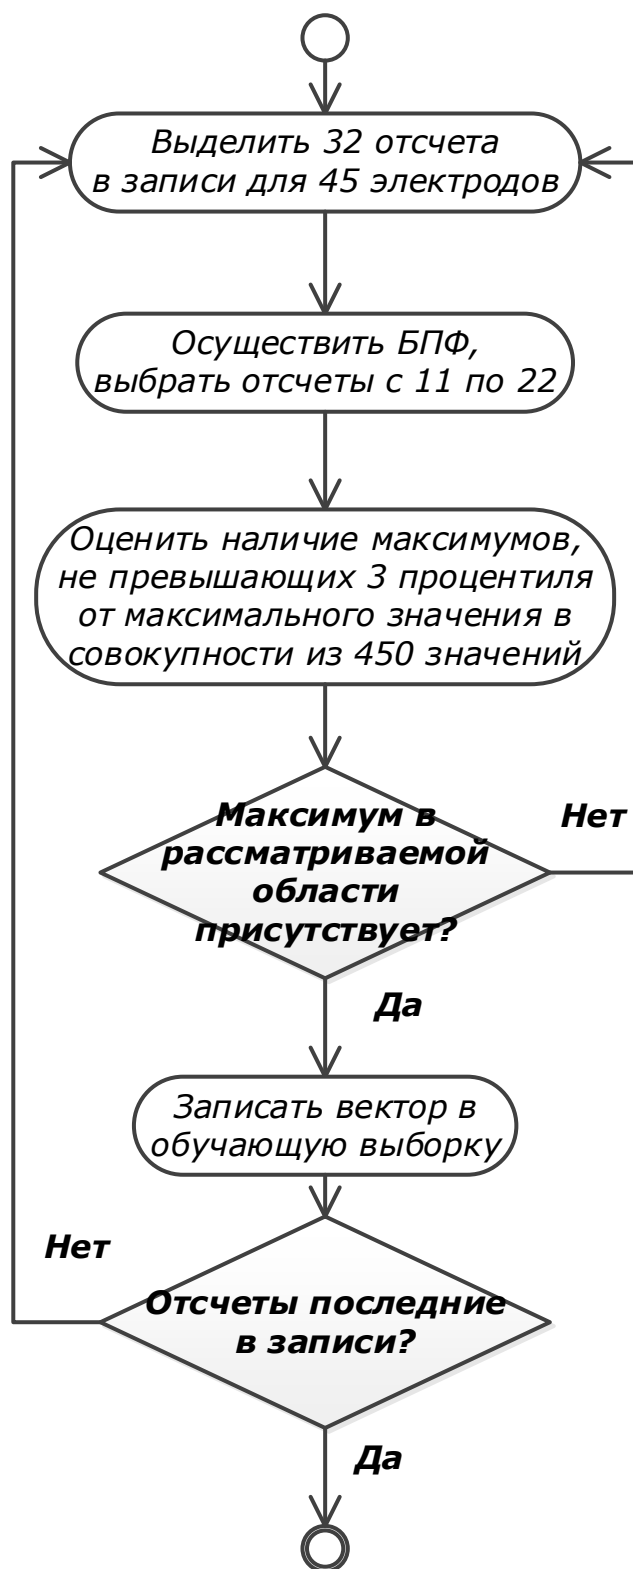 Выделить 32 отсчета
в записи для 45 электродов
Осуществить БПФ,
выбрать отсчеты с 11 по 22
Оценить наличие максимумов,
не превышающих 3 процентиля
от максимального значения в
совокупности из 450 значений
Максимум в
рассматриваемой
области
присутствует?
Нет
Да
Записать вектор в
обучающую выборку
Нет
Отсчеты последние
в записи?
Да